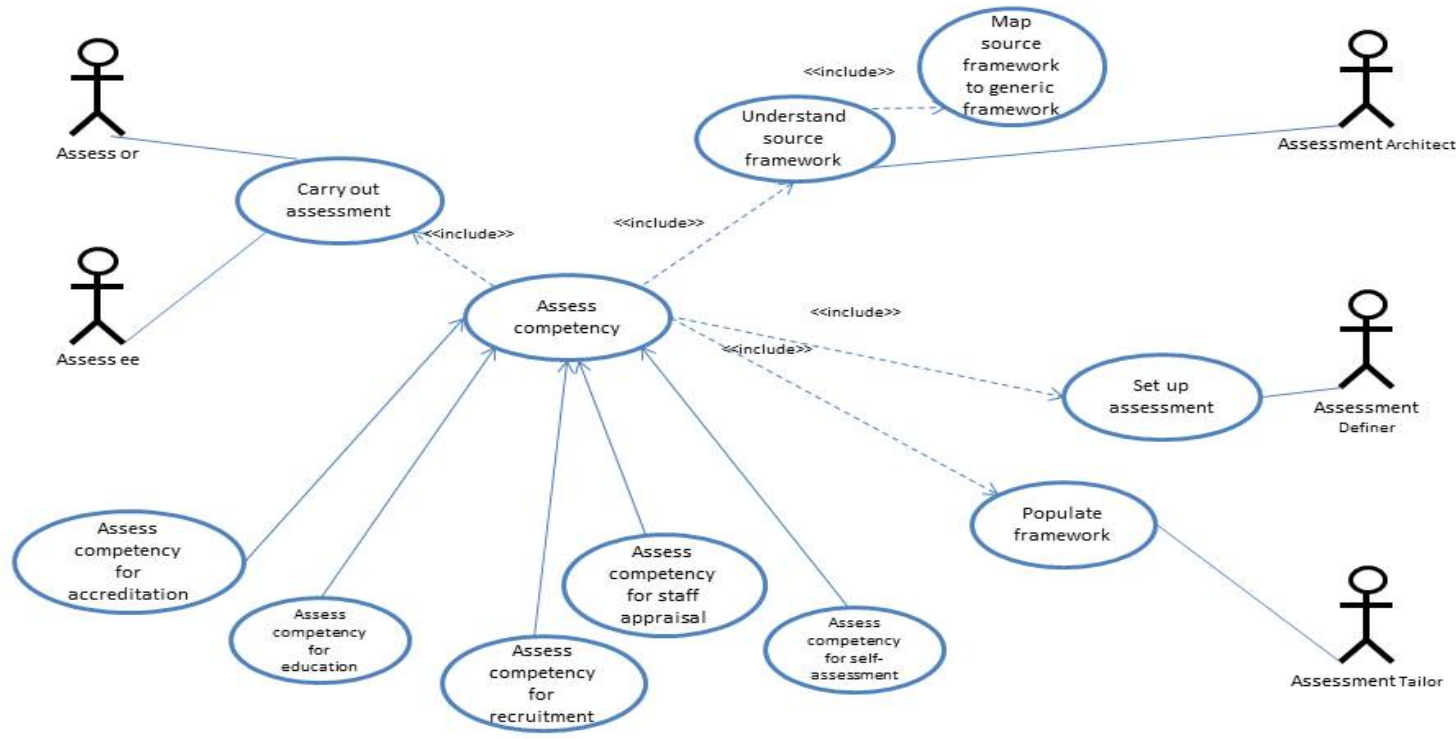 Map
source
framework
to generic
framework
<<include>>
Understand
source
framework
Assess or
Assessment Architect
Carry out
assessment
<<include>>
<<include>>
Assess ee
Assess
competency
<<include>>
<<include>>
Set up
assessment
Assessment
Definer
Populate
framework
Assess
competency
for
accreditation
Assess
competency
for staff
appraisal
Assess
competency
for
education
Assess
competency
for self-
assessment
Assess
competency
for
recruitment
Assessment Tailor